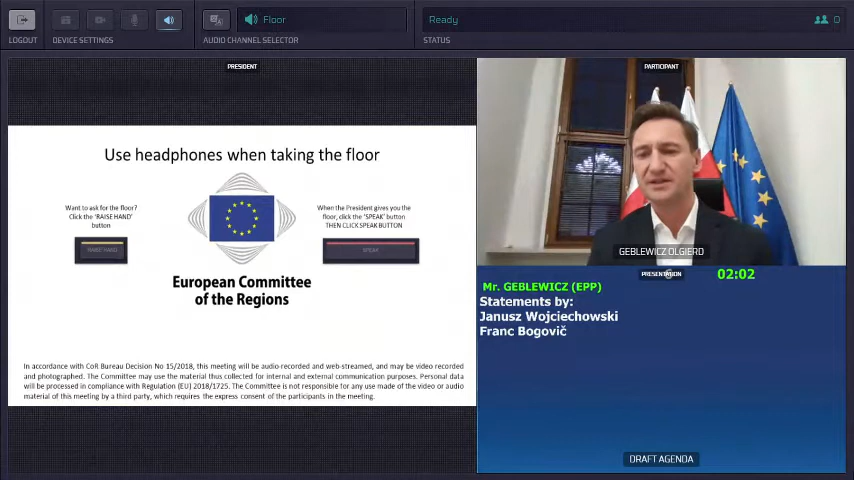 Floor
Ready
LOGOUT
DEVICE SETTINGS
AUDIO CHANNEL SELECTOR
STATUS
PRESIDENT
Use headphones when taking the floor
Want to ask for the floor?
Click the 'RAISE HAND'
button
RAISE HAND
When the President gives you the
floor, click the 'SPEAK' button
THEN CLICK SPEAK BUTTON
SPEAK
European Committee
of the Regions
In accordance with CoR Bureau Decision No 15/2018, this meeting will be audio-recorded and web-streamed, and may be video recorded
and photographed. The Committee may use the material thus collected for internal and external communication purposes. Personal data
will be processed in compliance with Regulation (EU) 2018/1725. The Committee is not responsible for any use made of the video or audio
material of this meeting by a third party, which requires the express consent of the participants in the meeting.
PARTICIPANT
GEBLEWICZ OLGIERD
PRESENTATION
02:02
Mr. GEBLEWICZ (EPP)
Statements by:
Janusz Wojciechowski
Franc Bogovič
DRAFT AGENDA